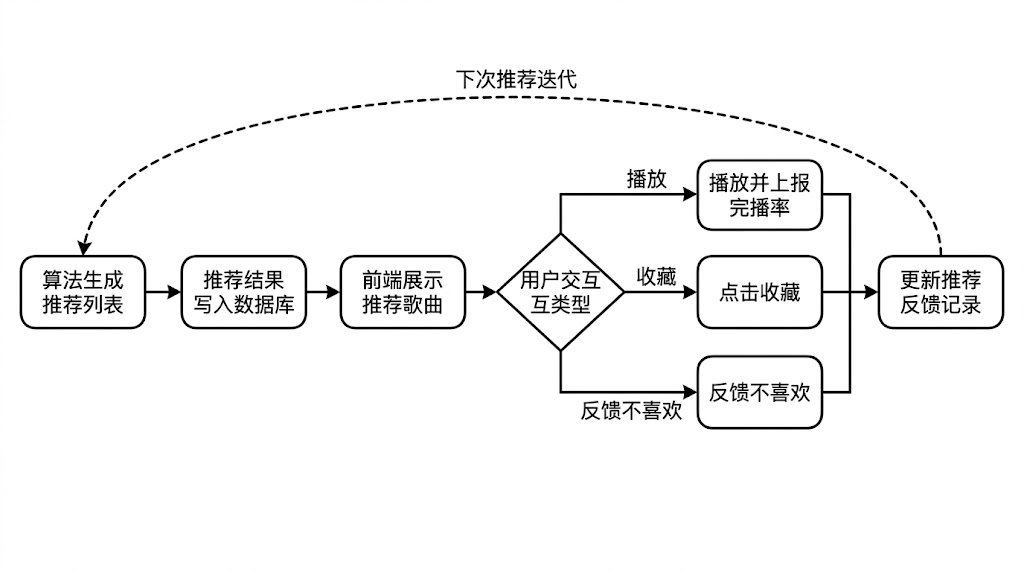 下次推荐迭代
算法生成
推荐列表
推荐结果
写入数据库
前端展示
推荐歌曲
用户交互
互类型
播放
播放并上报
完播率
收藏
点击收藏
反馈不喜欢
反馈不喜欢
更新推荐
反馈记录